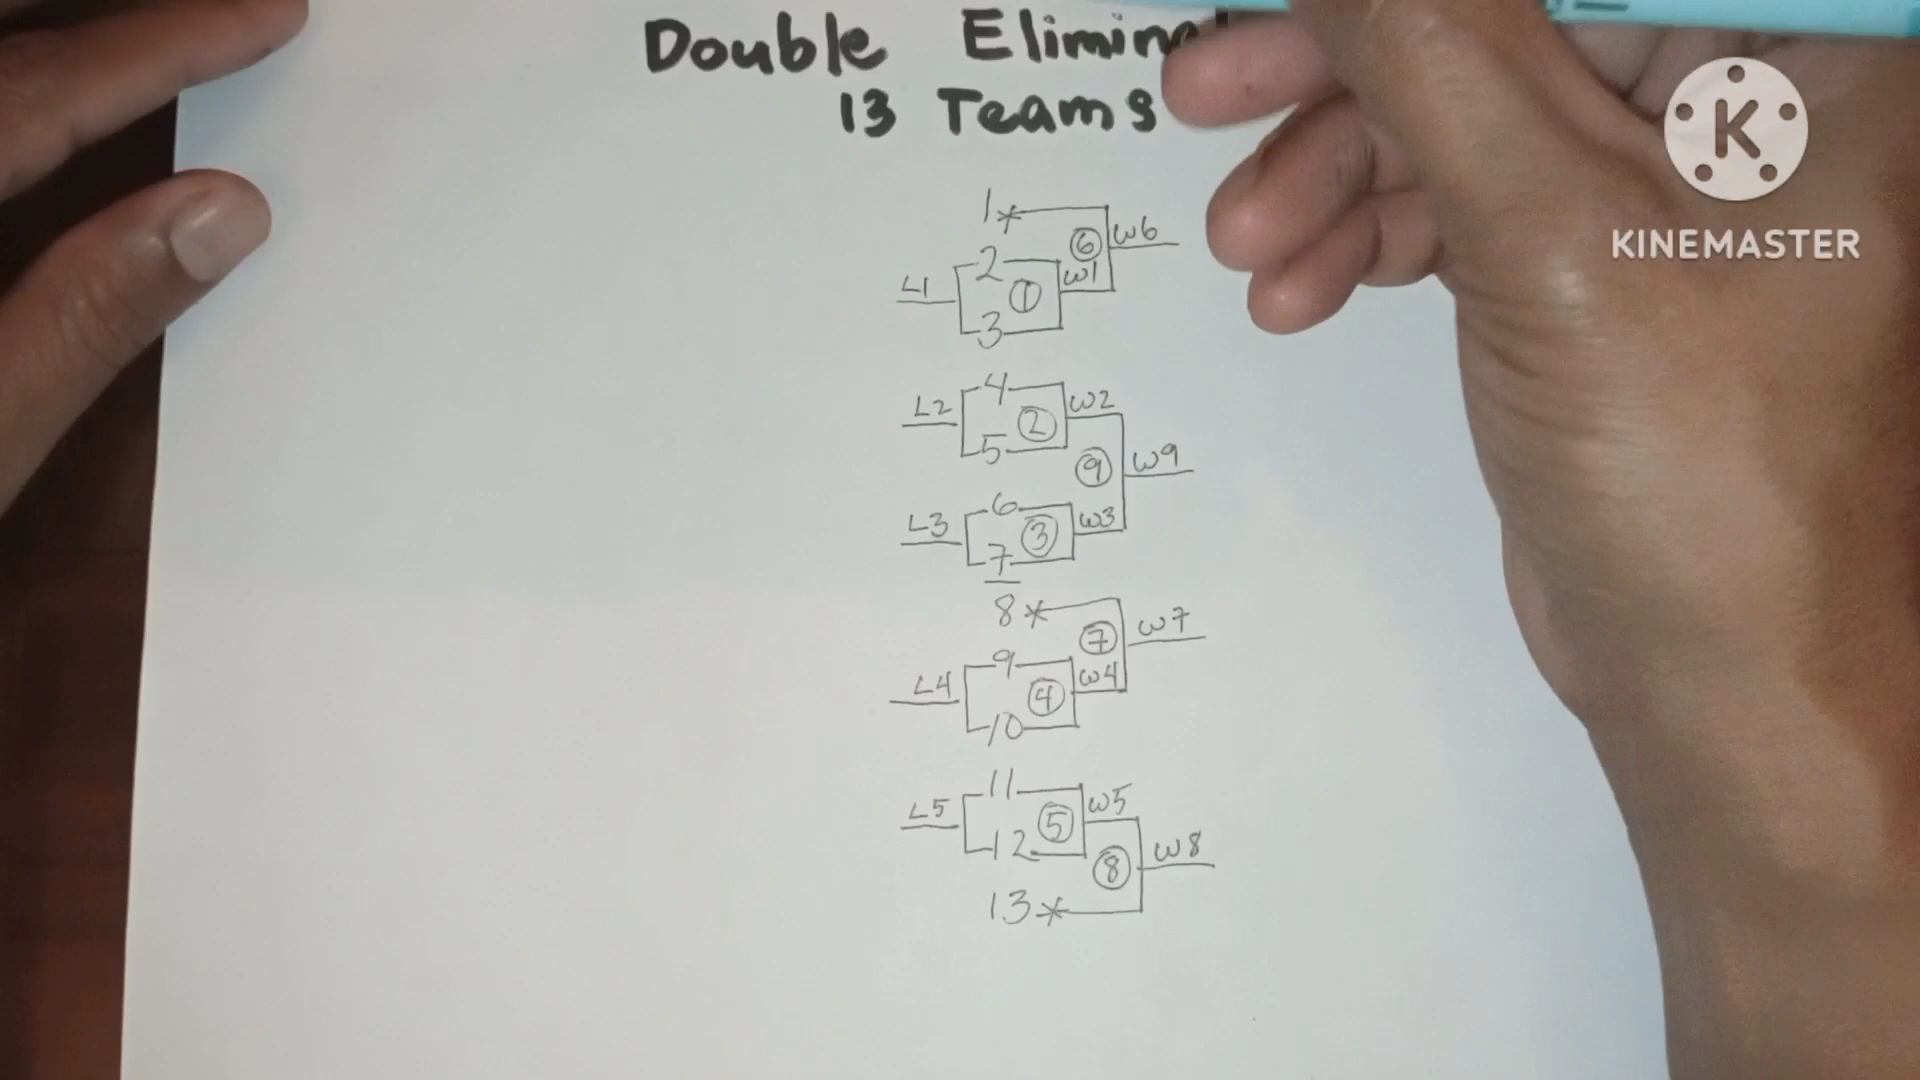 Double Elimin
13 Teams
K
KINEMASTER
1*
6 W6
2
L1 1 W1
3
4
L2 2 W2
5
9 W9
6
L3 3 W3
7
8*
7 W7
9
L4 4 W4
10
11
L5 5 W5
12
8 W8
13*